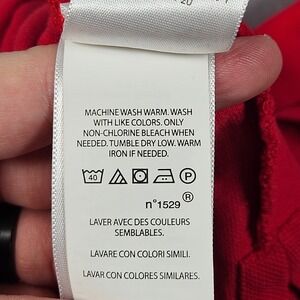 20
MACHINE WASH WARM. WASH
WITH LIKE COLORS. ONLY
NON-CHLORINE BLEACH WHEN
NEEDED. TUMBLE DRY LOW. WARM
IRON IF NEEDED.
40 P
n°1529 ®
LAVER AVEC DES COULEURS
SEMBLABLES.
LAVARE CON COLORI SIMILI.
LAVAR CON COLORES SIMILARES.